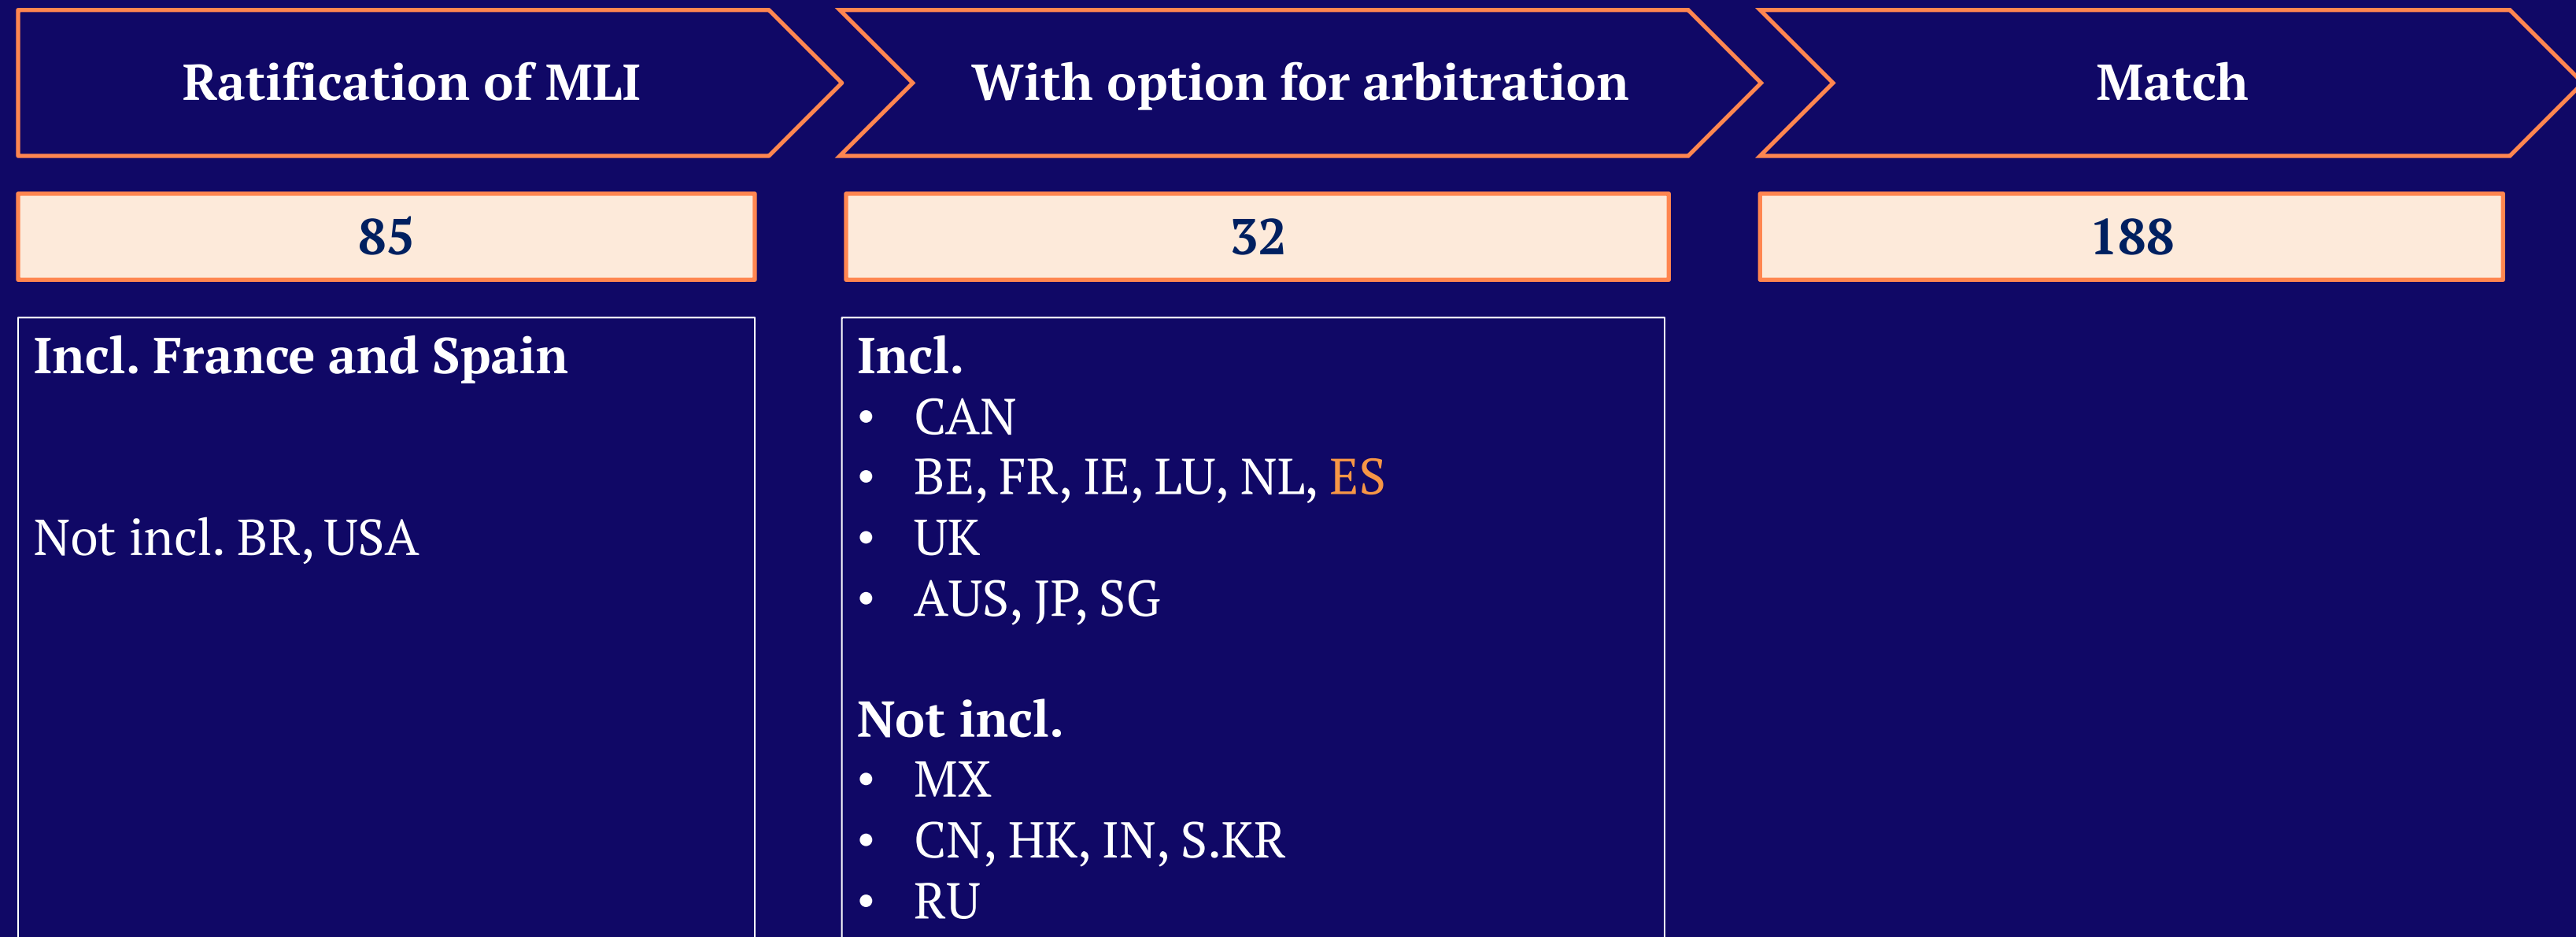 Ratification of MLI
With option for arbitration
Match
85
32
188
Incl. France and Spain
Not incl. BR, USA
Incl.
• CAN
• BE, FR, IE, LU, NL, ES
• UK
• AUS, JP, SG
Not incl.
• MX
• CN, HK, IN, S.KR
• RU